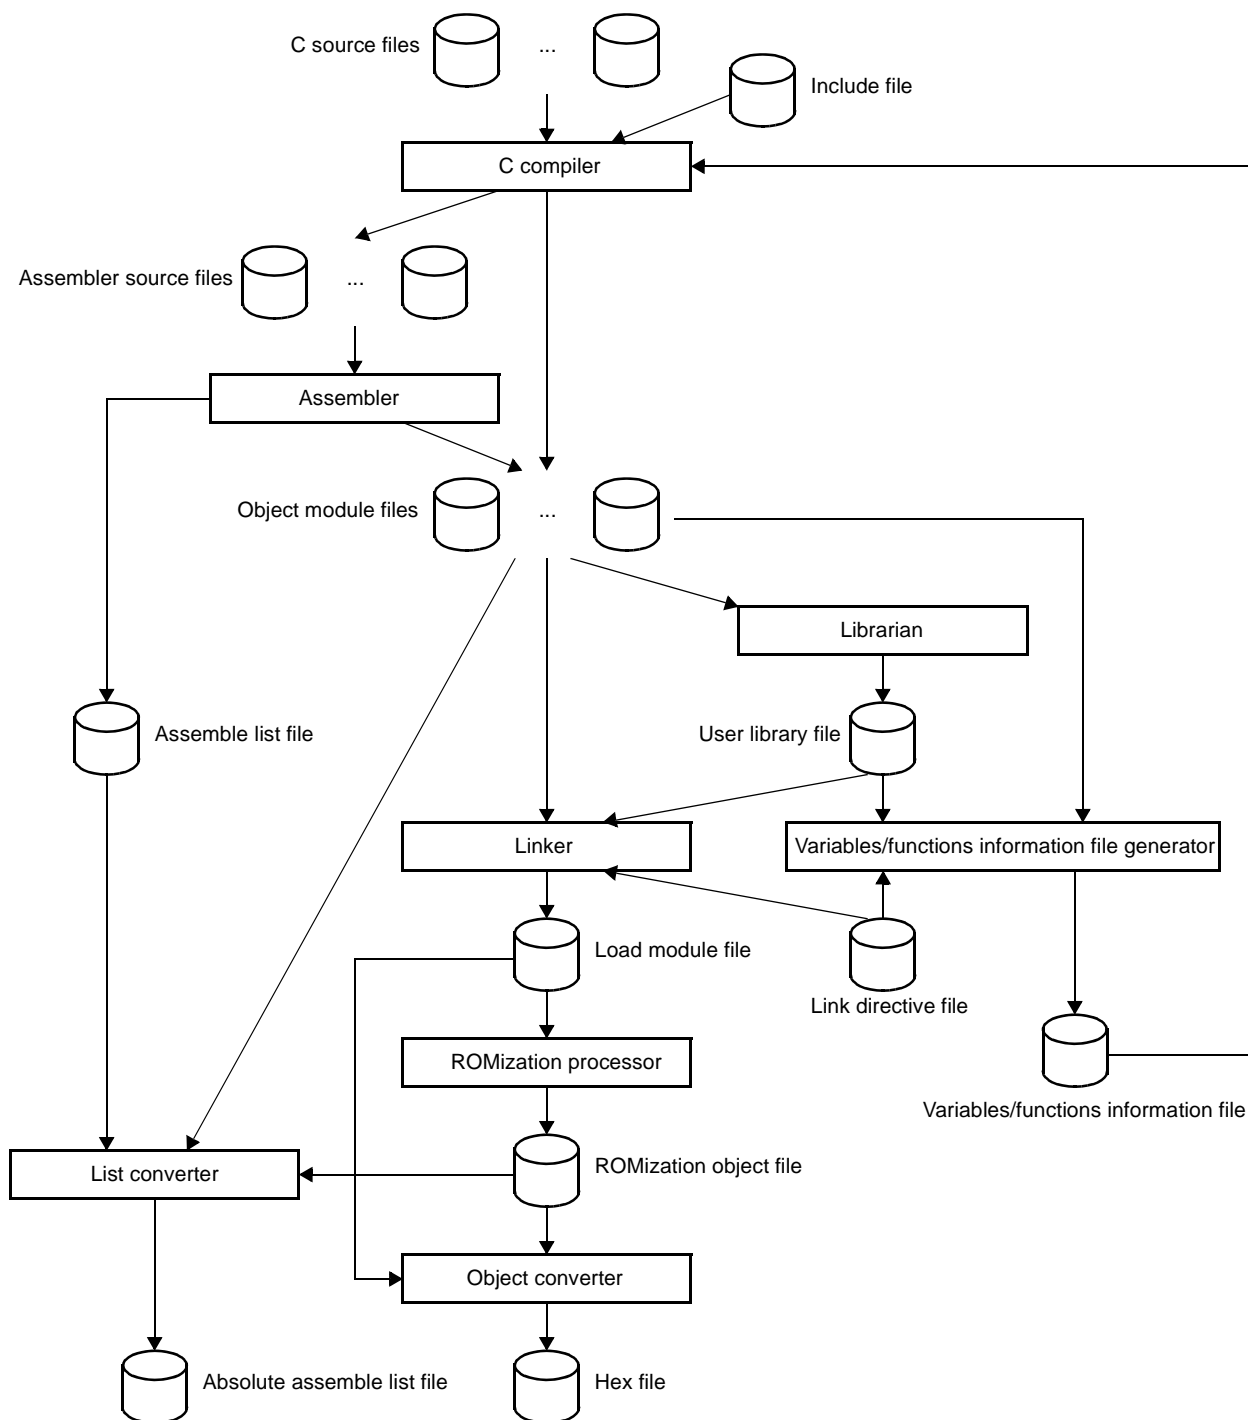 C source files
...
Include file
C compiler
Assembler source files
...
Assembler
Object module files
...
Librarian
Assemble list file
User library file
Linker
Variables/functions information file generator
Load module file
Link directive file
ROMization processor
Variables/functions information file
List converter
ROMization object file
Object converter
Absolute assemble list file
Hex file